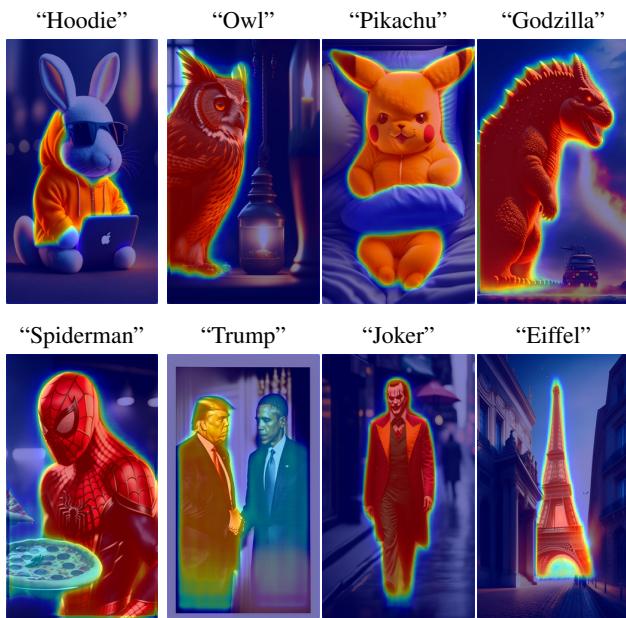 “Hoodie” “Owl” “Pikachu” “Godzilla”
“Spiderman” “Trump” “Joker” “Eiffel”